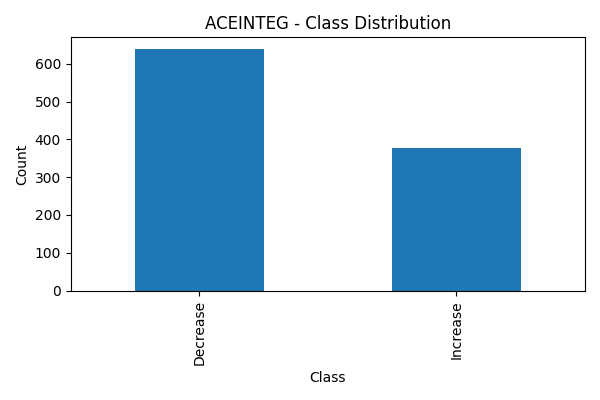 ACEINTEG - Class Distribution
Count
600
500
400
300
200
100
0
Decrease
Increase
Class